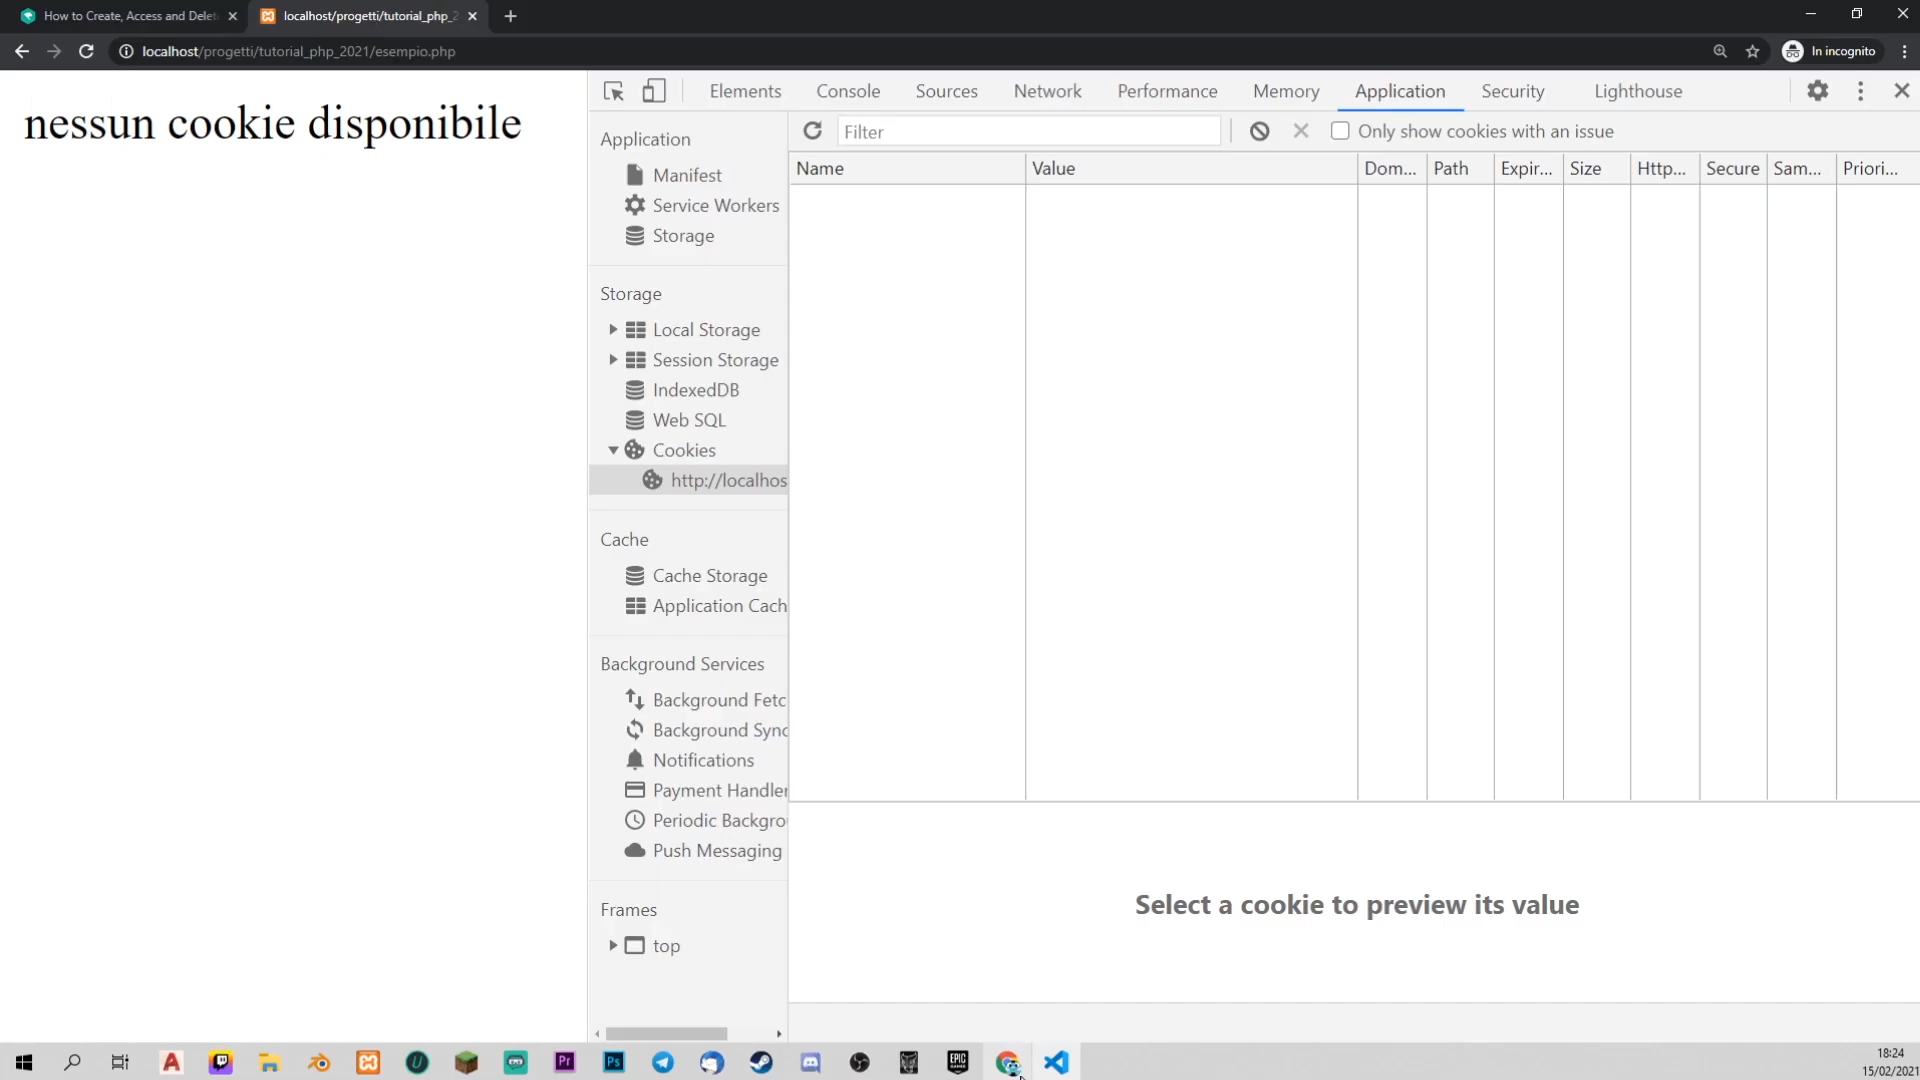 How to Create, Access and Delet
localhost/progetti/tutorial_php_2
localhost/progetti/tutorial_php_2021/esempio.php
In incognito
nessun cookie disponibile
Elements
Console
Sources
Network
Performance
Memory
Application
Security
Lighthouse
Application
Manifest
Service Workers
Storage
Storage
Local Storage
Session Storage
IndexedDB
Web SQL
Cookies
http://localhos
Cache
Cache Storage
Application Cach
Background Services
Background Fetc
Background Sync
Notifications
Payment Handler
Periodic Backgro
Push Messaging
Frames
top
Filter
Only show cookies with an issue
Name
Value
Dom...
Path
Expir...
Size
Http...
Secure
Sam...
Priori...
Select a cookie to preview its value
Pr
Ps
EPIC
GAMES
18:24
15/02/2021